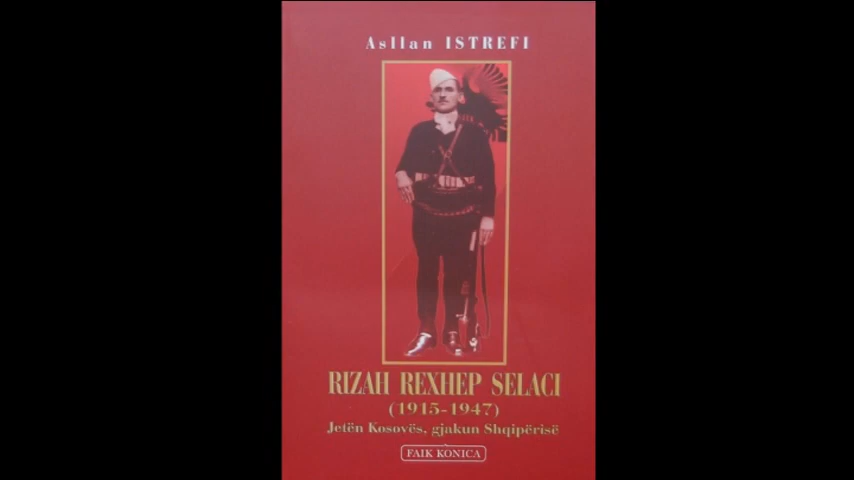 Asllan ISTREFI
RIZAH REXHEP SELACI
(1915-1947)
Jetën Kosovës, gjakun Shqipërisë
FAIK KONICA